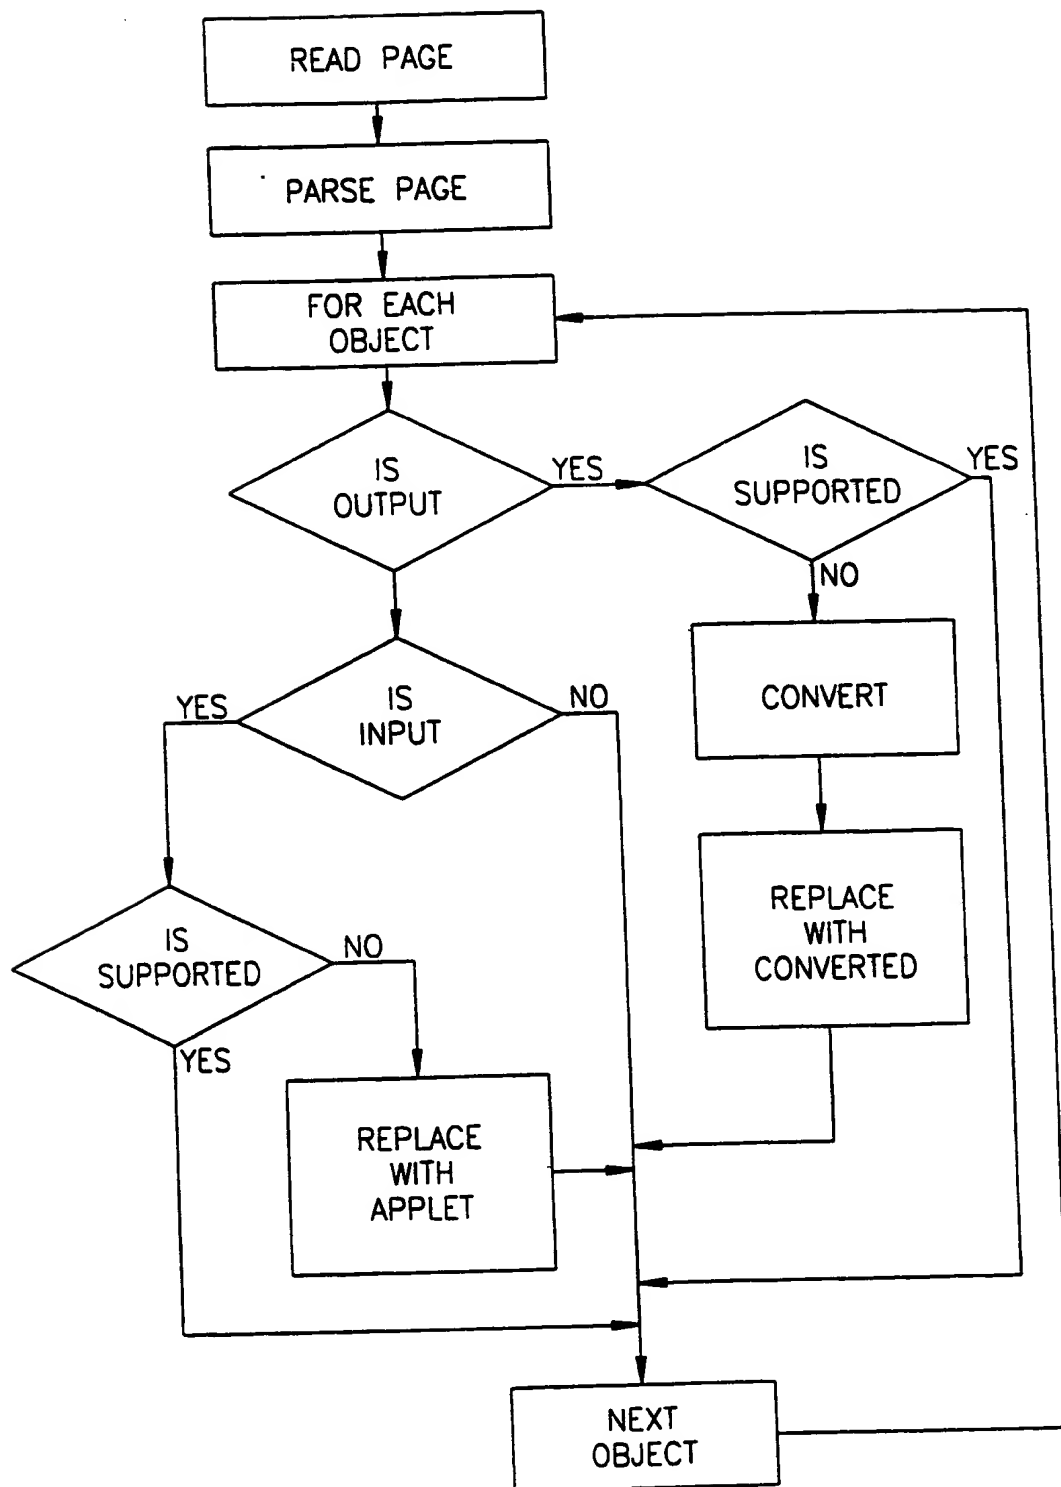 READ PAGE
PARSE PAGE
FOR EACH
OBJECT
IS
OUTPUT
YES
IS
SUPPORTED
YES
NO
CONVERT
REPLACE
WITH
CONVERTED
IS
INPUT
YES
NO
IS
SUPPORTED
NO
YES
REPLACE
WITH
APPLET
NEXT
OBJECT